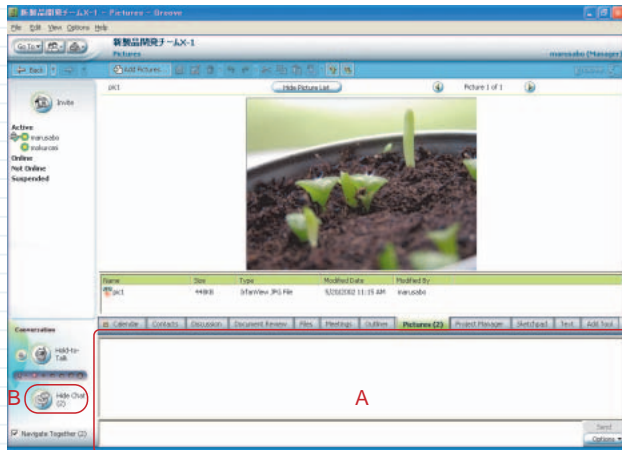 新製品開発チームX-1 - Pictures - Groove
File Edit View Options Help
Go To
新製品開発チームX-1
Pictures
marusabo (Manager)
Back
Add Pictures...
pic1
Hide Picture List
Picture 1 of 1
Invite
Active
marusabo
makurosi
Online
Not Online
Suspended
Name Size Type Modified Date Modified By
pic1 448KB IrfanView JPG File 5/20/2002 11:15 AM marusabo
Calendar Contacts Discussion Document Review Files Meetings Outliner Pictures (2) Project Manager Sketchpad Text Add Tool
Conversation
Hold-to-Talk
A
B
Hide Chat
(2)
Navigate Together (2)
Send
Options